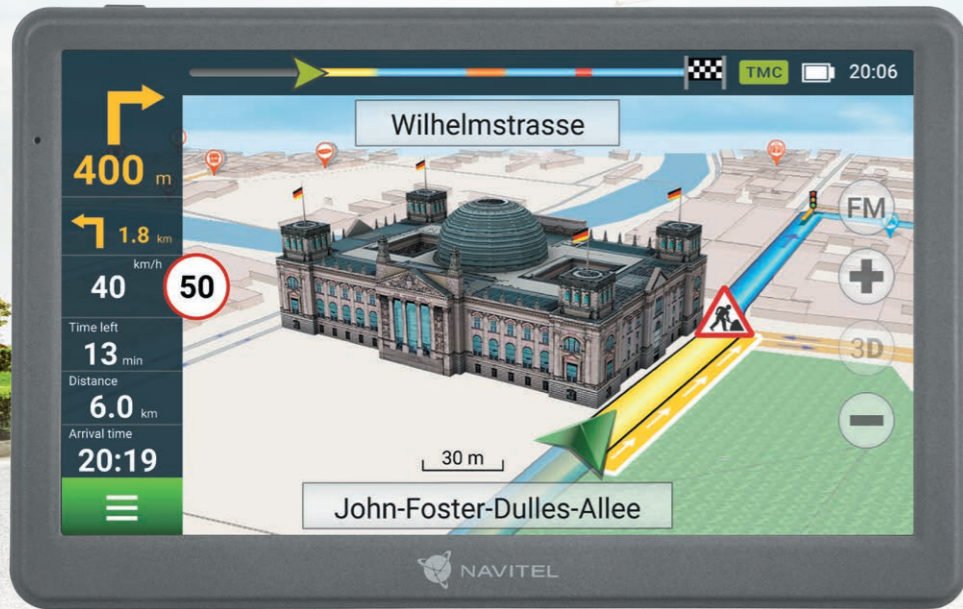 TMC
20:06
400 m
Wilhelmstrasse
1.8 km
km/h
40
50
FM
Time left
13 min
3D
Distance
6.0 km
Arrival time
20:19
30 m
John-Foster-Dulles-Allee
NAVITEL